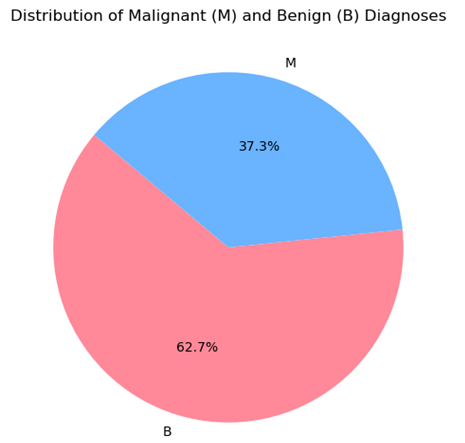 Distribution of Malignant (M) and Benign (B) Diagnoses
M
37.3%
62.7%
B